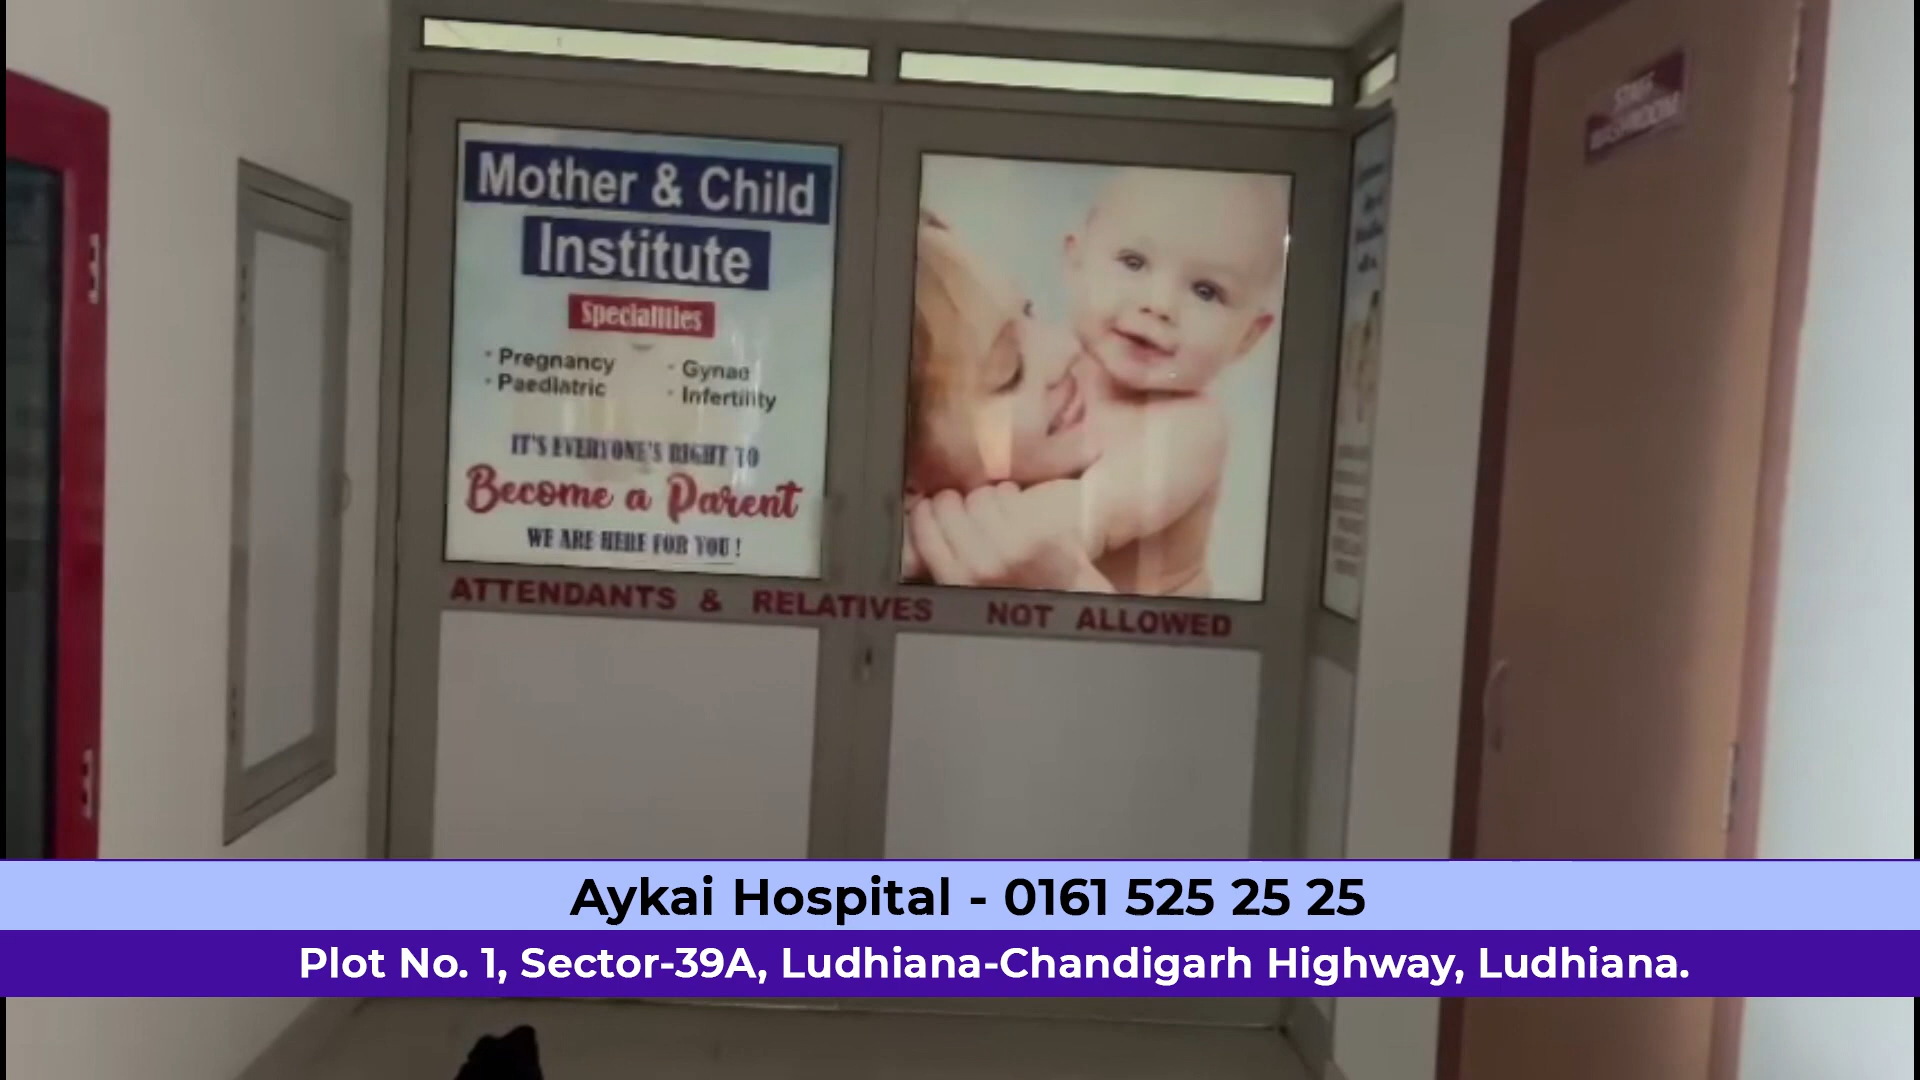 Mother & Child
Institute
Specialities
· Pregnancy
· Gynae
· Paediatric
· Infertility
IT'S EVERYONE'S RIGHT TO
Become a Parent
WE ARE HERE FOR YOU !
ATTENDANTS & RELATIVES NOT ALLOWED
STAFF
WASHROOM
Aykai Hospital - 0161 525 25 25
Plot No. 1, Sector-39A, Ludhiana-Chandigarh Highway, Ludhiana.